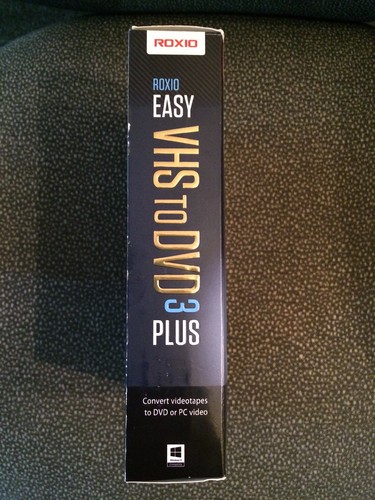 ROXIO
ROXIO
EASY
VHS TO DVD 3
PLUS
Convert videotapes
to DVD or PC video